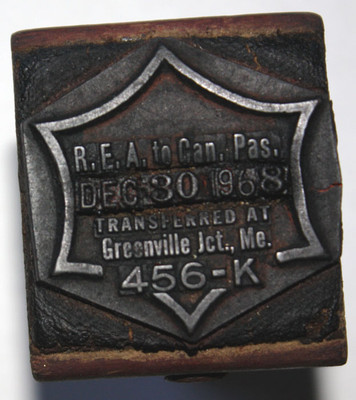 R.E.A. to Can. Pas.
DEC 30 1968
TRANSFERRED AT
Greenville Jct., Me.
456-K